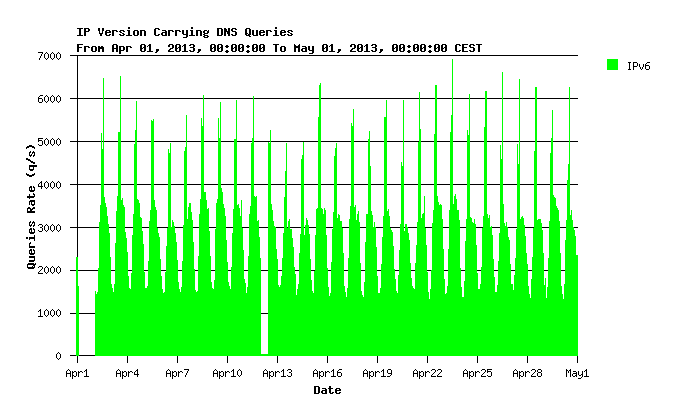 IP Version Carrying DNS Queries
From Apr 01, 2013, 00:00:00 To May 01, 2013, 00:00:00 CEST
7000
6000
5000
4000
3000
2000
1000
0
Queries Rate (q/s)
IPv6
Apr1 Apr4 Apr7 Apr10 Apr13 Apr16 Apr19 Apr22 Apr25 Apr28 May1
Date